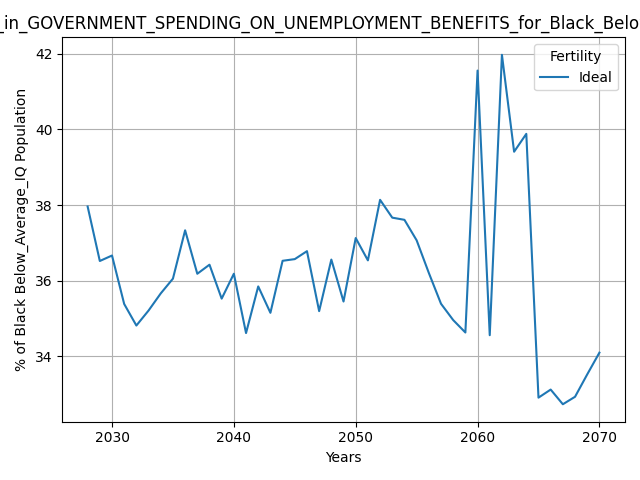 _in_GOVERNMENT_SPENDING_ON_UNEMPLOYMENT_BENEFITS_for_Black_Belo
Fertility
Ideal
% of Black Below_Average_IQ Population
42
40
38
36
34
2030 2040 2050 2060 2070
Years